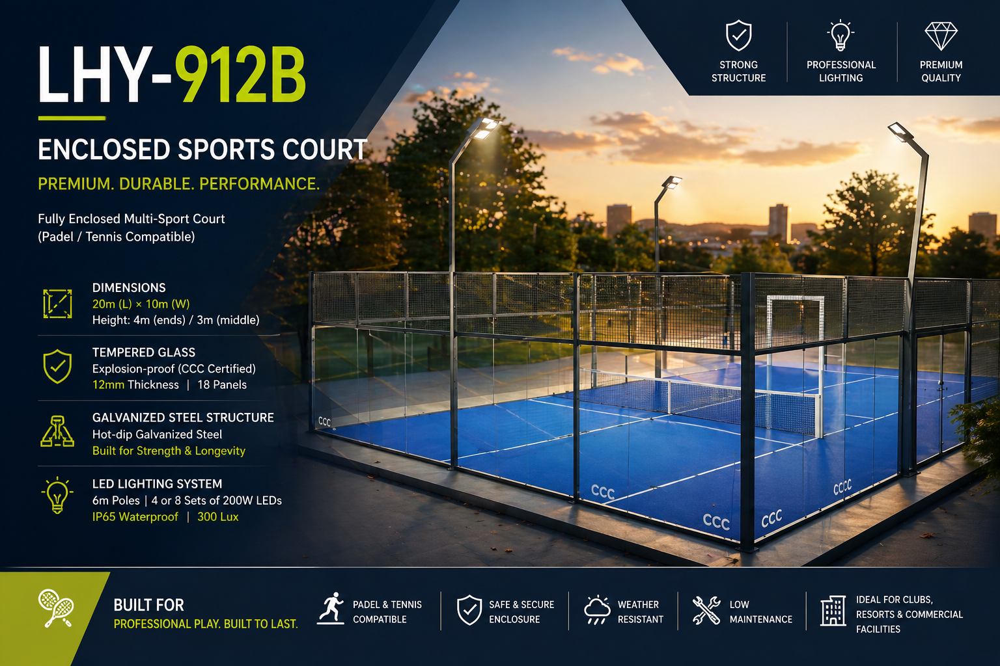 LHY-912B
ENCLOSED SPORTS COURT
PREMIUM. DURABLE. PERFORMANCE.
Fully Enclosed Multi-Sport Court
(Padel / Tennis Compatible)
DIMENSIONS
20m (L) × 10m (W)
Height: 4m (ends) / 3m (middle)
TEMPERED GLASS
Explosion-proof (CCC Certified)
12mm Thickness | 18 Panels
GALVANIZED STEEL STRUCTURE
Hot-dip Galvanized Steel
Built for Strength & Longevity
LED LIGHTING SYSTEM
6m Poles | 4 or 8 Sets of 200W LEDs
IP65 Waterproof | 300 Lux
STRONG
STRUCTURE
PROFESSIONAL
LIGHTING
PREMIUM
QUALITY
CCC
CCC
CCC
CCC
CCCC
BUILT FOR
PROFESSIONAL PLAY. BUILT TO LAST.
PADEL & TENNIS
COMPATIBLE
SAFE & SECURE
ENCLOSURE
WEATHER
RESISTANT
LOW
MAINTENANCE
IDEAL FOR CLUBS,
RESORTS & COMMERCIAL
FACILITIES